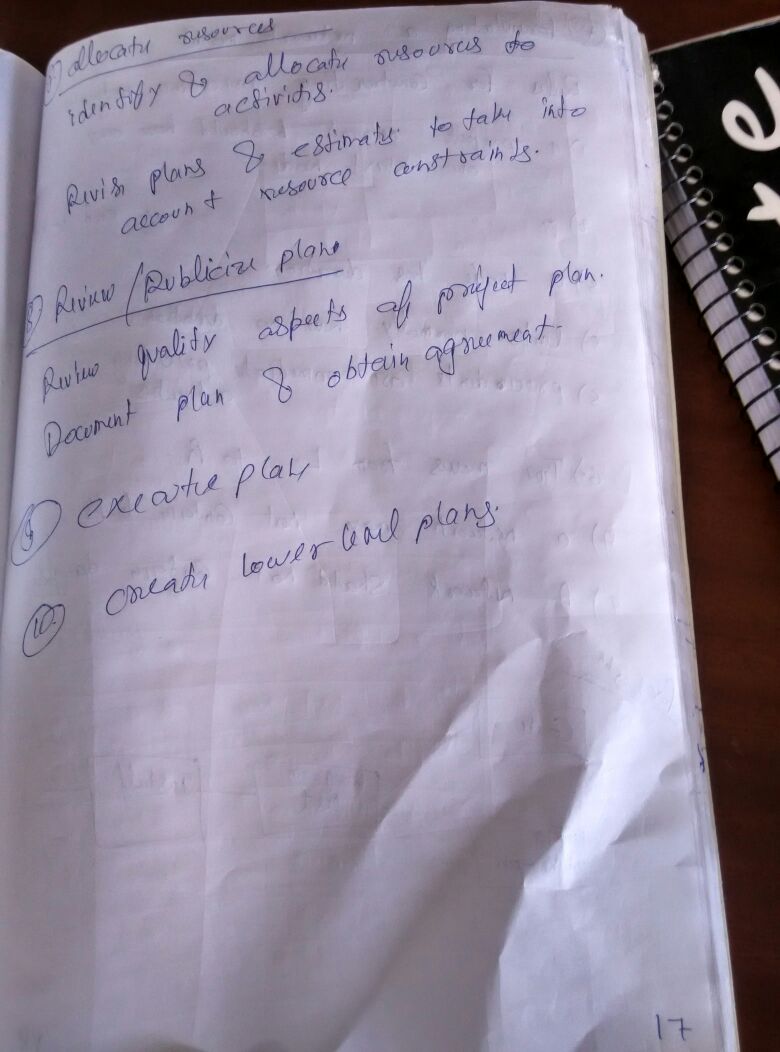 7) allocate resources
identify & allocate resources to
activities.
Revise plans & estimates to take into
account resource constraints.
8) Review / Publicize plan
Review quality aspects of project plan.
Document plan & obtain agreement.
9) execute plan
10. create lower level plans.
17